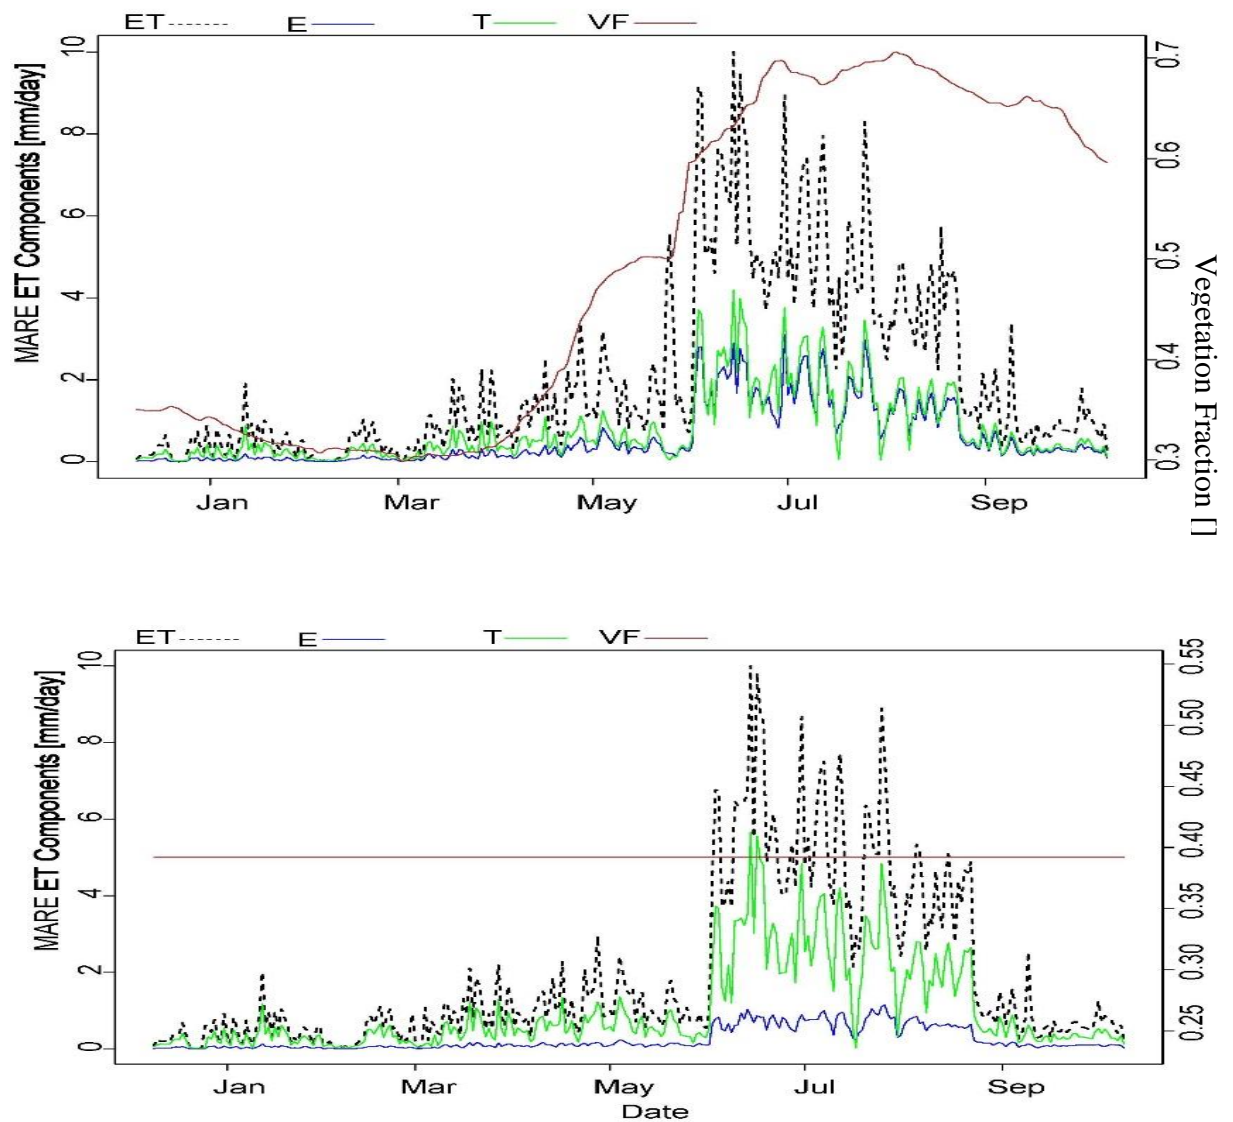 ET E T VF
MARE ET Components [mm/day]
0 2 4 6 8 10
0.3 0.4 0.5 0.6 0.7
Vegetation Fraction []
Jan Mar May Jul Sep
ET E T VF
MARE ET Components [mm/day]
0 2 4 6 8 10
0.25 0.30 0.35 0.40 0.45 0.50 0.55
Jan Mar May Jul Sep
Date